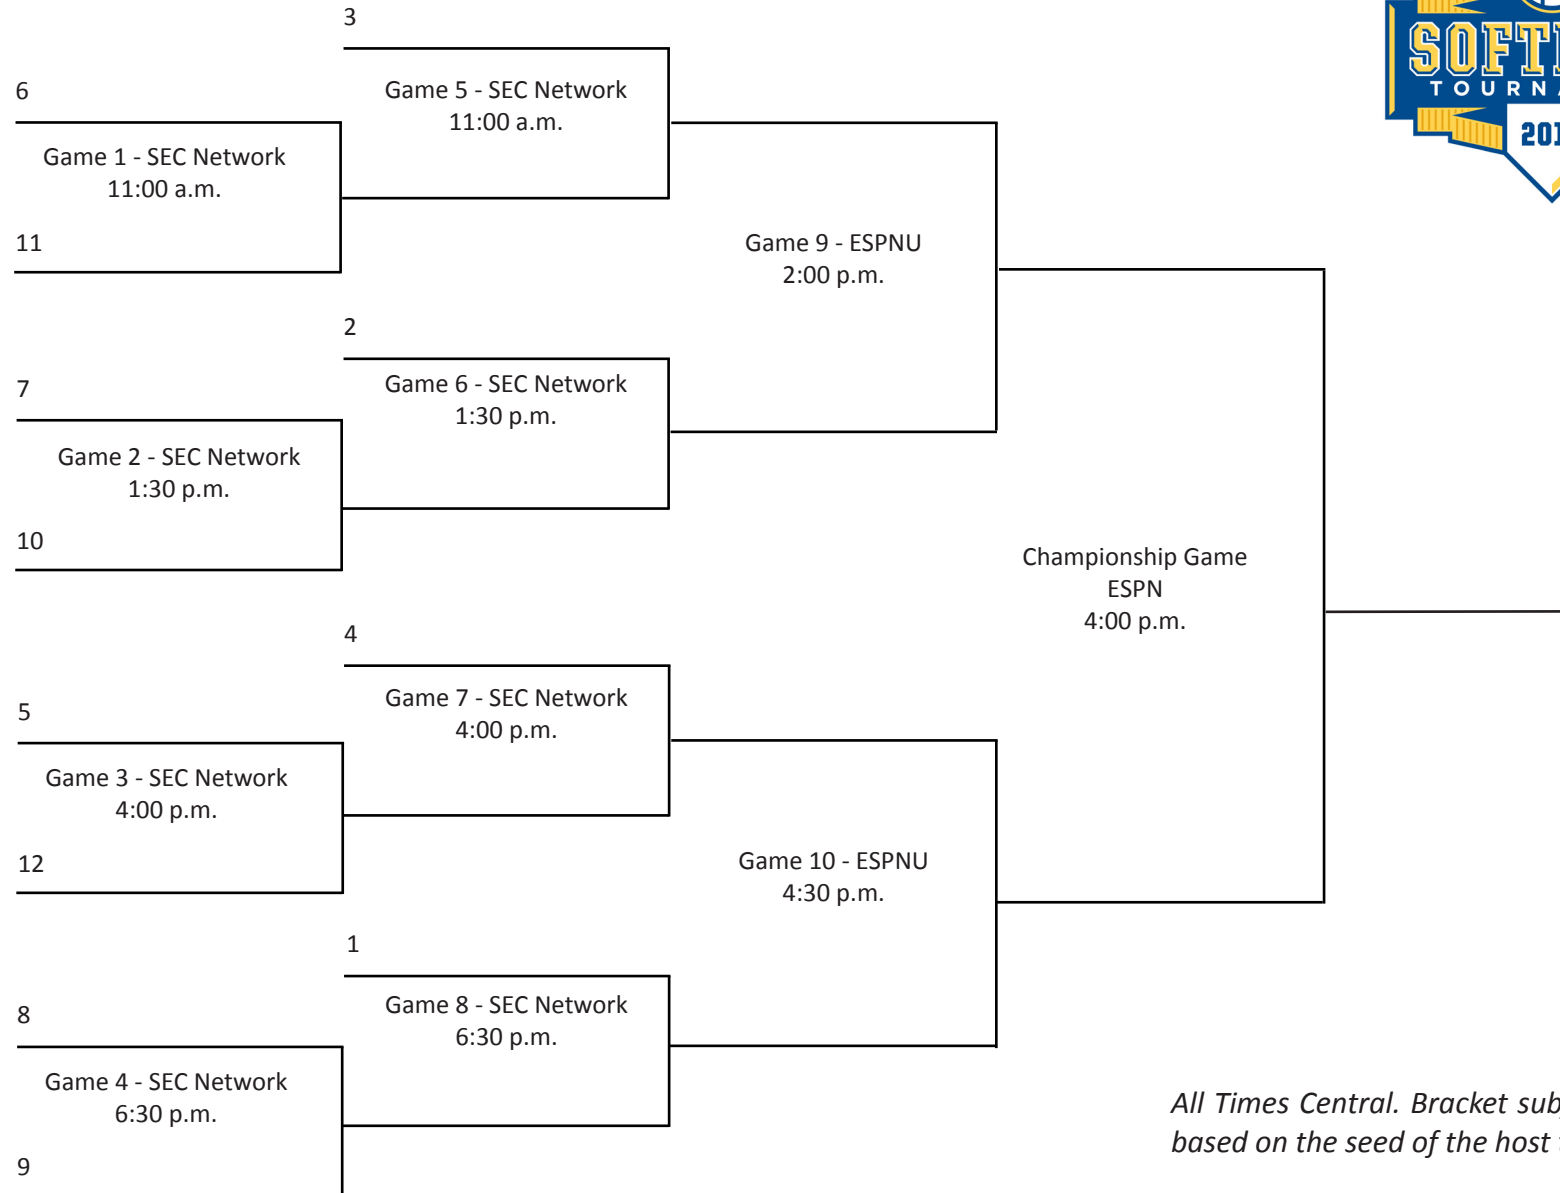 3
6
Game 5 - SEC Network
11:00 a.m.
Game 1 - SEC Network
11:00 a.m.
11
Game 9 - ESPNU
2:00 p.m.
2
7
Game 6 - SEC Network
1:30 p.m.
Game 2 - SEC Network
1:30 p.m.
10
Championship Game
ESPN
4:00 p.m.
4
5
Game 7 - SEC Network
4:00 p.m.
Game 3 - SEC Network
4:00 p.m.
12
Game 10 - ESPNU
4:30 p.m.
1
8
Game 8 - SEC Network
6:30 p.m.
Game 4 - SEC Network
6:30 p.m.
9
All Times Central. Bracket
based on the seed of the host